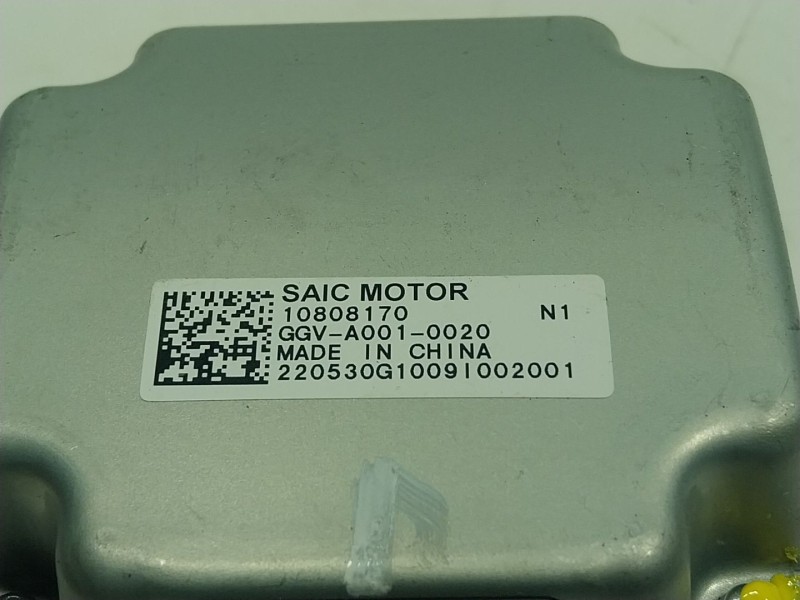 SAIC MOTOR
10808170 N1
GGV-A001-0020
MADE IN CHINA
220530G1009I002001